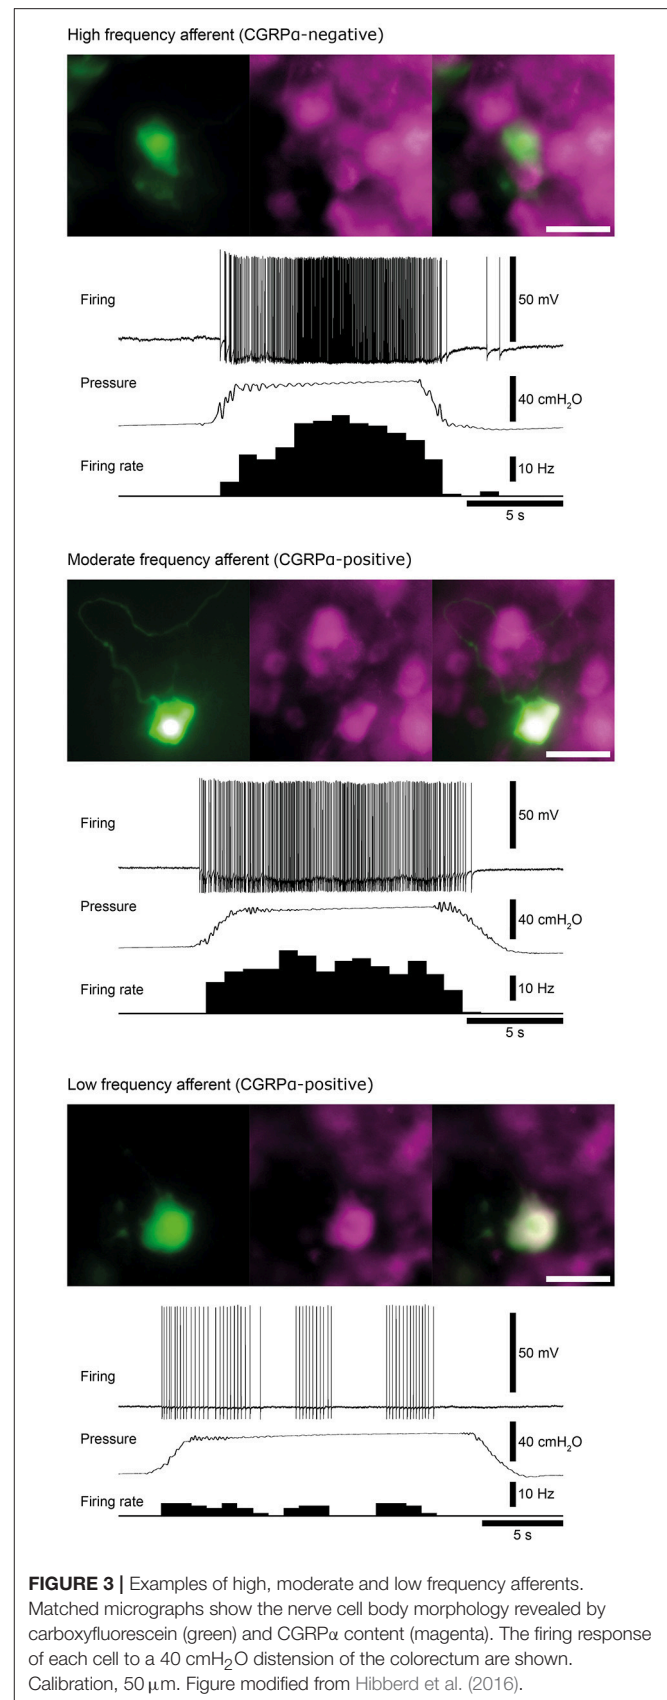 High frequency afferent (CGRPα-negative)
Firing
50 mV
Pressure
40 cmH2O
Firing rate
10 Hz
5 s
Moderate frequency afferent (CGRPα-positive)
Firing
50 mV
Pressure
40 cmH2O
Firing rate
10 Hz
5 s
Low frequency afferent (CGRPα-positive)
Firing
50 mV
Pressure
40 cmH2O
Firing rate
10 Hz
5 s
FIGURE 3 | Examples of high, moderate and low frequency afferents.
Matched micrographs show the nerve cell body morphology revealed by
carboxyfluorescein (green) and CGRPα content (magenta). The firing response
of each cell to a 40 cmH2O distension of the colorectum are shown.
Calibration, 50 μm. Figure modified from Hibberd et al. (2016).